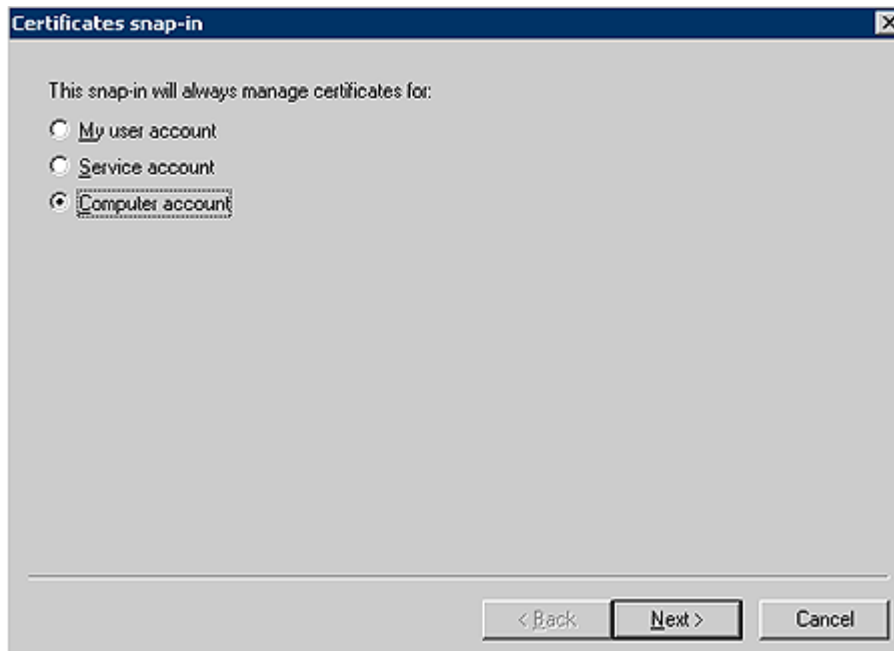 Certificates snap-in
This snap-in will always manage certificates for:
My user account
Service account
Computer account
< Back
Next >
Cancel